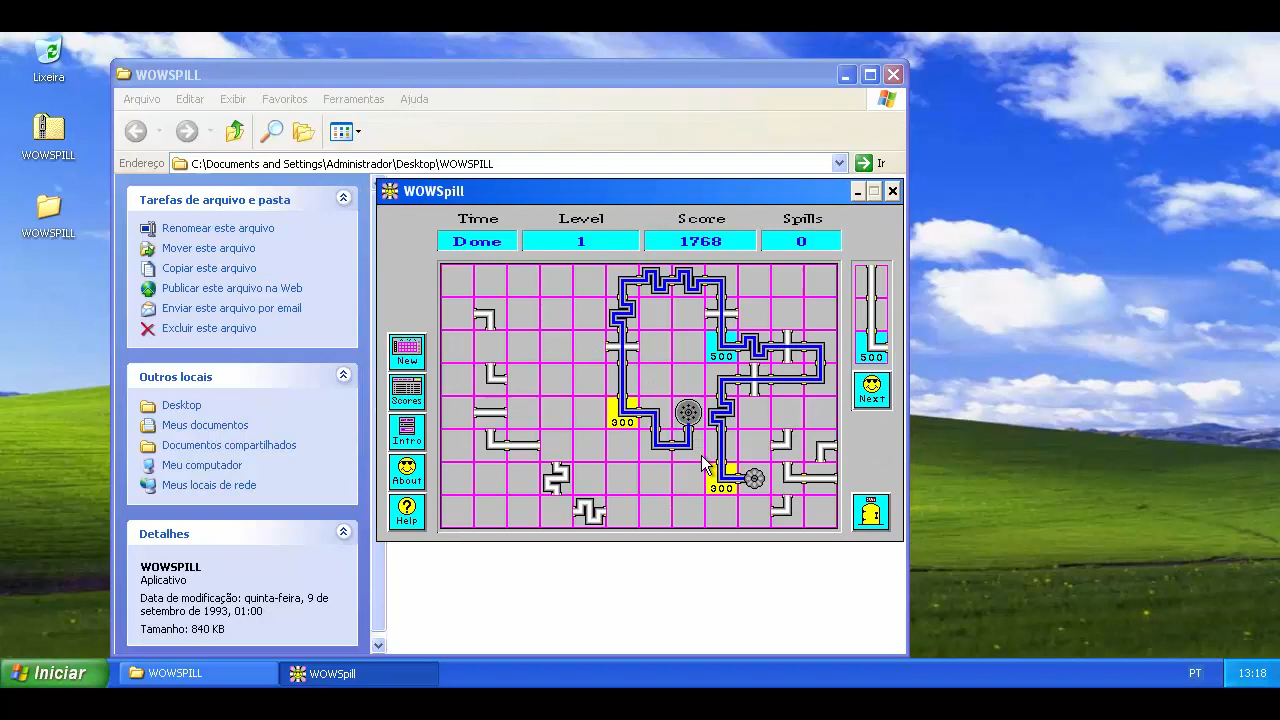 Lixeira
WOWSPILL
WOWSPILL
WOWSPILL
Arquivo Editar Exibir Favoritos Ferramentas Ajuda
Endereço C:\Documents and Settings\Administrador\Desktop\WOWSPILL Ir
Tarefas de arquivo e pasta
Renomear este arquivo
Mover este arquivo
Copiar este arquivo
Publicar este arquivo na Web
Enviar este arquivo por email
Excluir este arquivo
Outros locais
Desktop
Meus documentos
Documentos compartilhados
Meu computador
Meus locais de rede
Detalhes
WOWSPILL
Aplicativo
Data de modificação: quinta-feira, 9 de
setembro de 1993, 01:00
Tamanho: 840 KB
WOWSpill
Time Level Score Spills
Done 1 1768 0
500
500
300
300
New
Scores
Intro
About
Help
Next
Iniciar
WOWSPILL
WOWSpill
PT
13:18